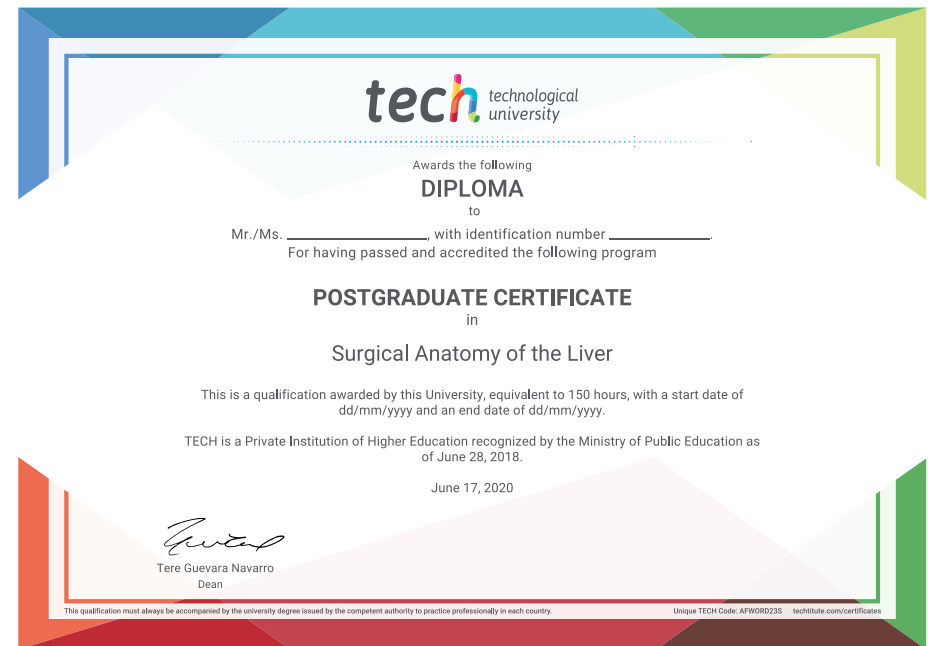 tech technological
university
Awards the following
DIPLOMA
to
Mr./Ms. ____________________, with identification number ______________.
For having passed and accredited the following program
POSTGRADUATE CERTIFICATE
in
Surgical Anatomy of the Liver
This is a qualification awarded by this University, equivalent to 150 hours, with a start date of
dd/mm/yyyy and an end date of dd/mm/yyyy.
TECH is a Private Institution of Higher Education recognized by the Ministry of Public Education as
of June 28, 2018.
June 17, 2020
Tere Guevara Navarro
Dean
This qualification must always be accompanied by the university degree issued by the competent authority to practice professionally in each country.
Unique TECH Code: AFWORD23S techtitute.com/certificates